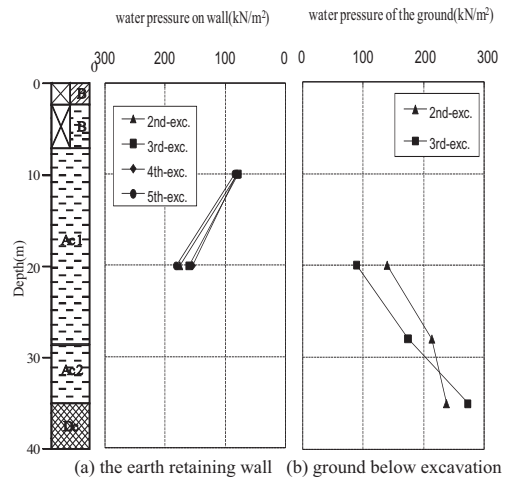 water pressure on wall(kN/m²)
water pressure of the ground(kN/m²)
0
300 200 100 0
0 100 200 300
0
10
20
30
40
Depth(m)
B
B
Ac1
Ac2
Dc
2nd-exc.
3rd-exc.
4th-exc.
5th-exc.
2nd-exc.
3rd-exc.
(a) the earth retaining wall
(b) ground below excavation